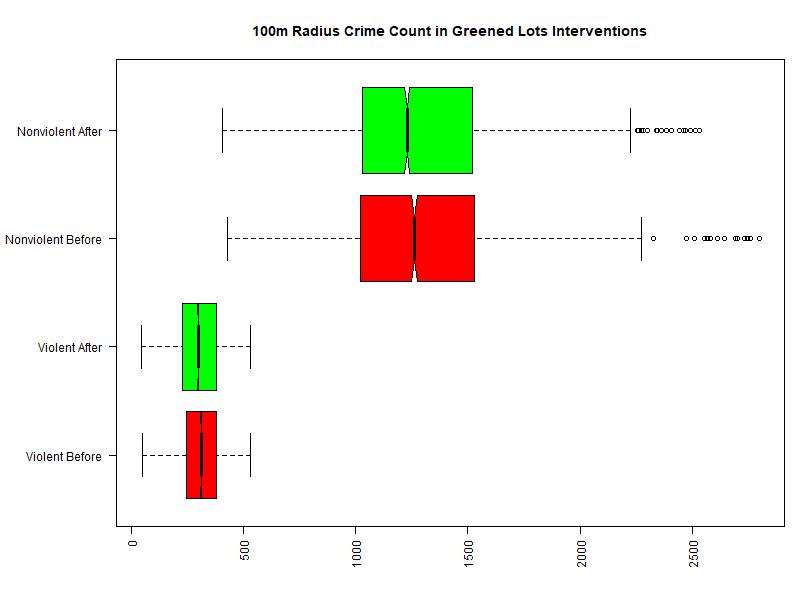 100m Radius Crime Count in Greened Lots Interventions
Nonviolent After
Nonviolent Before
Violent After
Violent Before
0
500
1000
1500
2000
2500